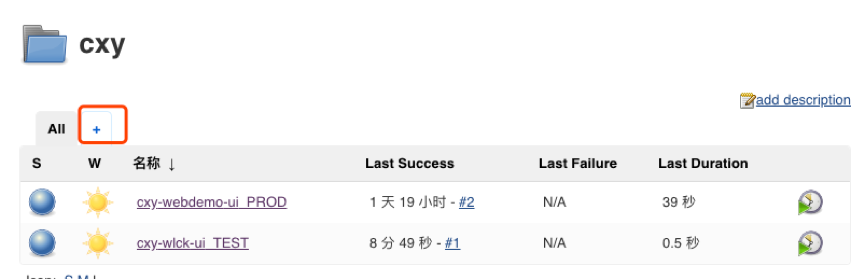 cxy
add description
All +
S W 名称 ↓ Last Success Last Failure Last Duration
cxy-webdemo-ui_PROD 1 天 19 小时 - #2 N/A 39 秒
cxy-wlck-ui_TEST 8 分 49 秒 - #1 N/A 0.5 秒